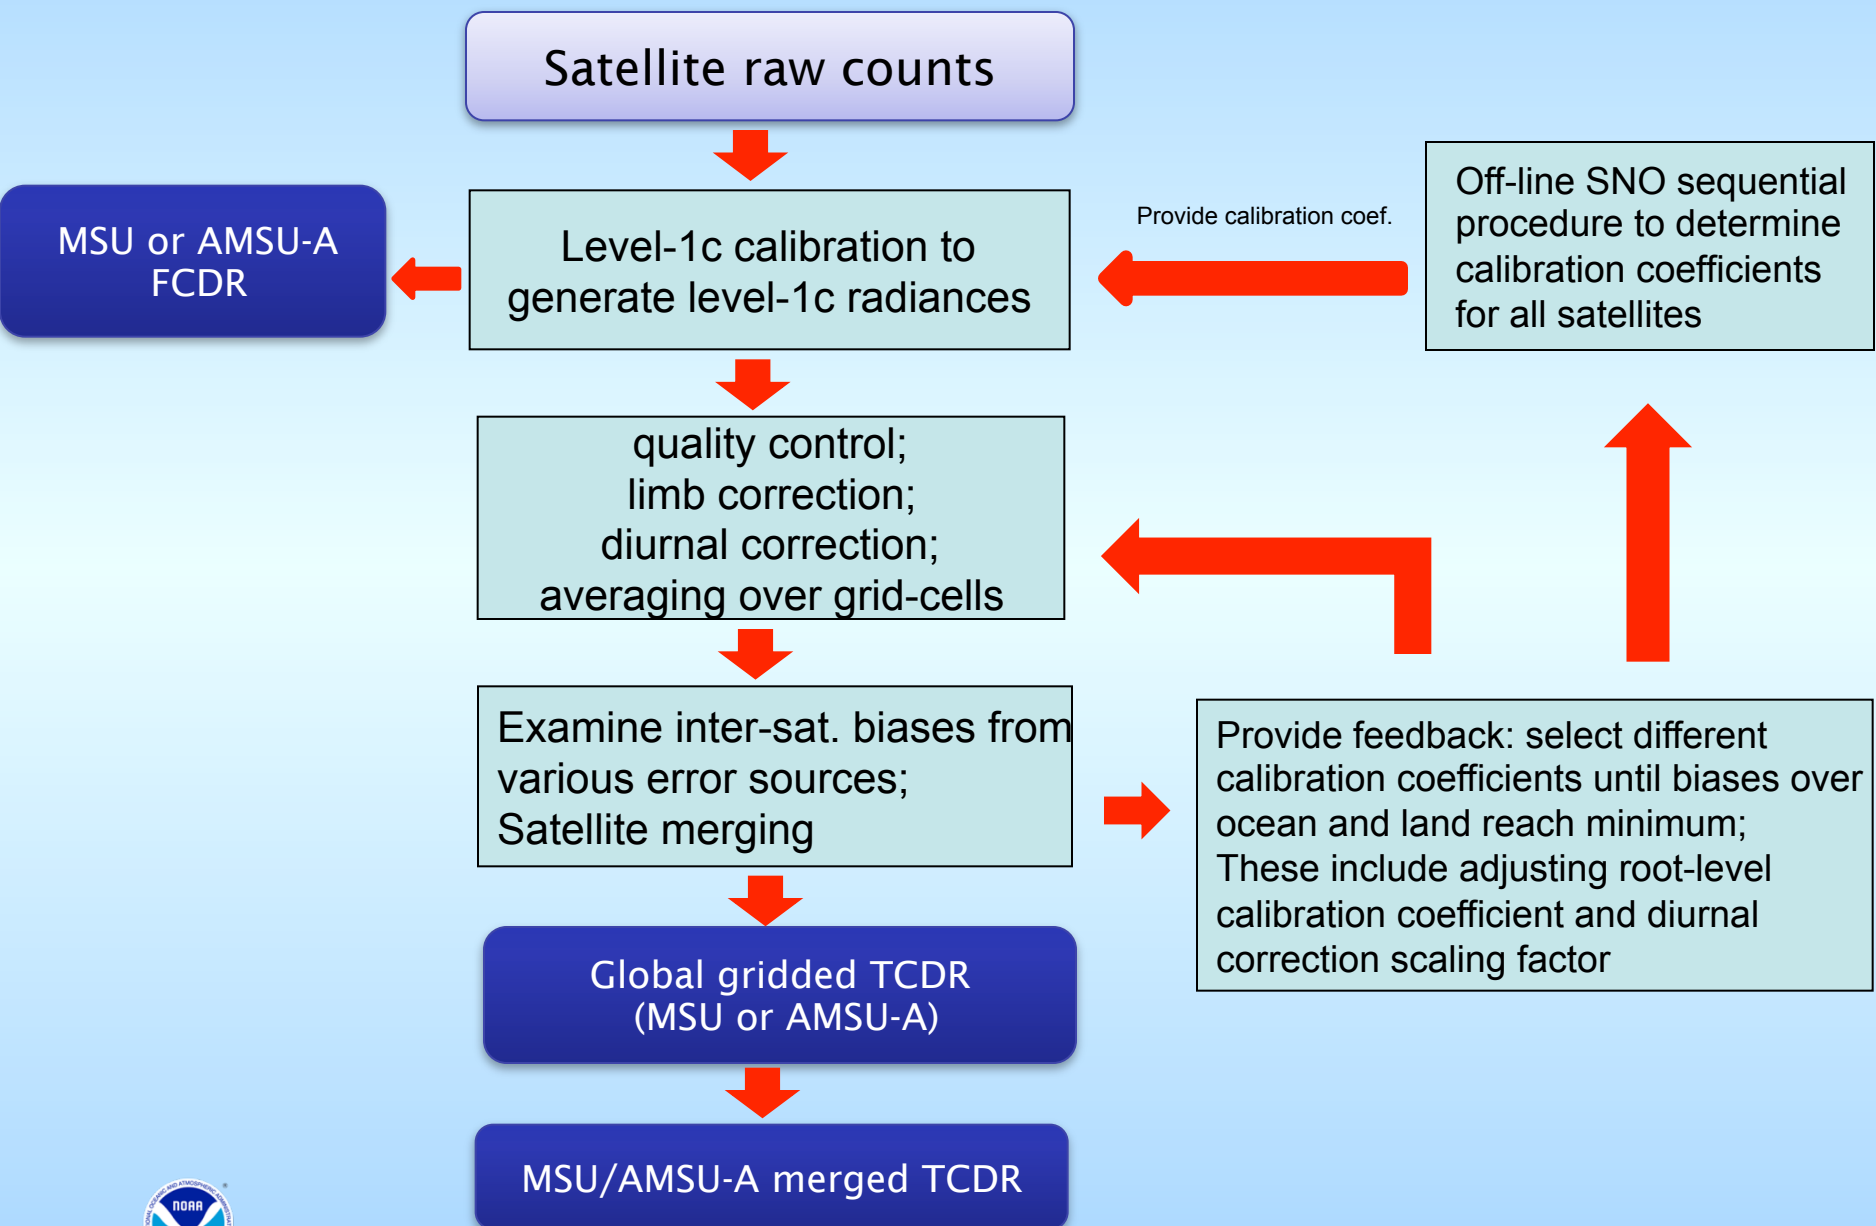 Satellite raw counts
MSU or AMSU-A
FCDR
Level-1c calibration to
generate level-1c radiances
Provide calibration coef.
Off-line SNO sequential
procedure to determine
calibration coefficients
for all satellites
quality control;
limb correction;
diurnal correction;
averaging over grid-cells
Examine inter-sat. biases from
various error sources;
Satellite merging
Provide feedback: select different
calibration coefficients until biases over
ocean and land reach minimum;
These include adjusting root-level
calibration coefficient and diurnal
correction scaling factor
Global gridded TCDR
(MSU or AMSU-A)
MSU/AMSU-A merged TCDR
NOAA